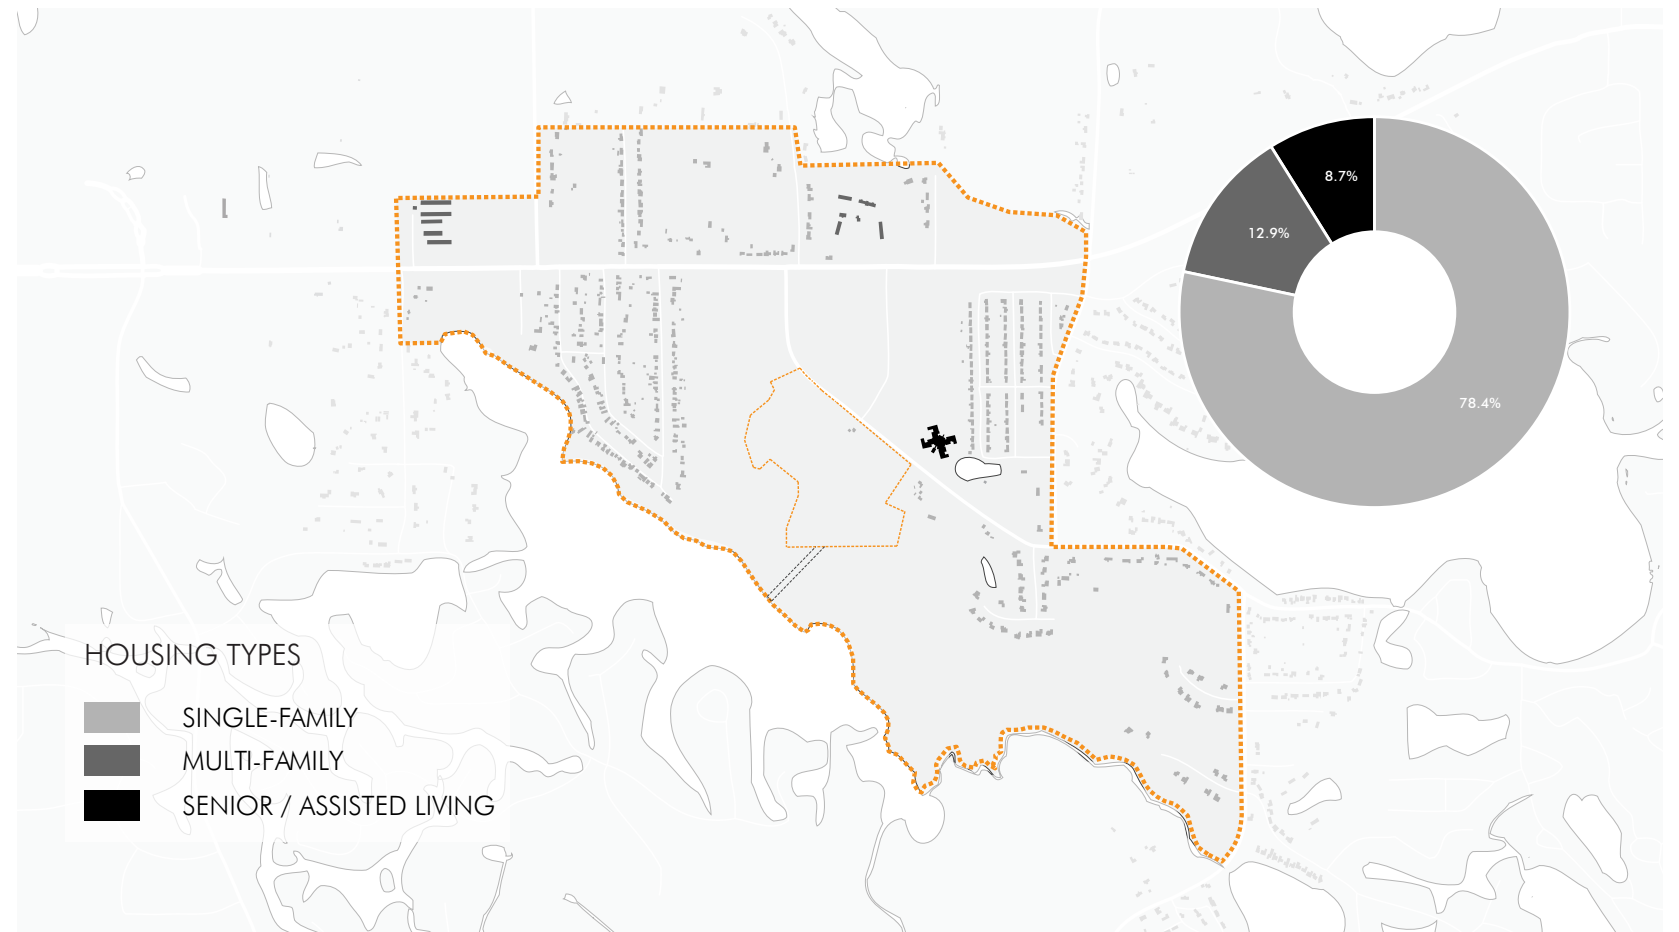 8.7%
12.9%
78.4%
HOUSING TYPES
SINGLE-FAMILY
MULTI-FAMILY
SENIOR / ASSISTED LIVING